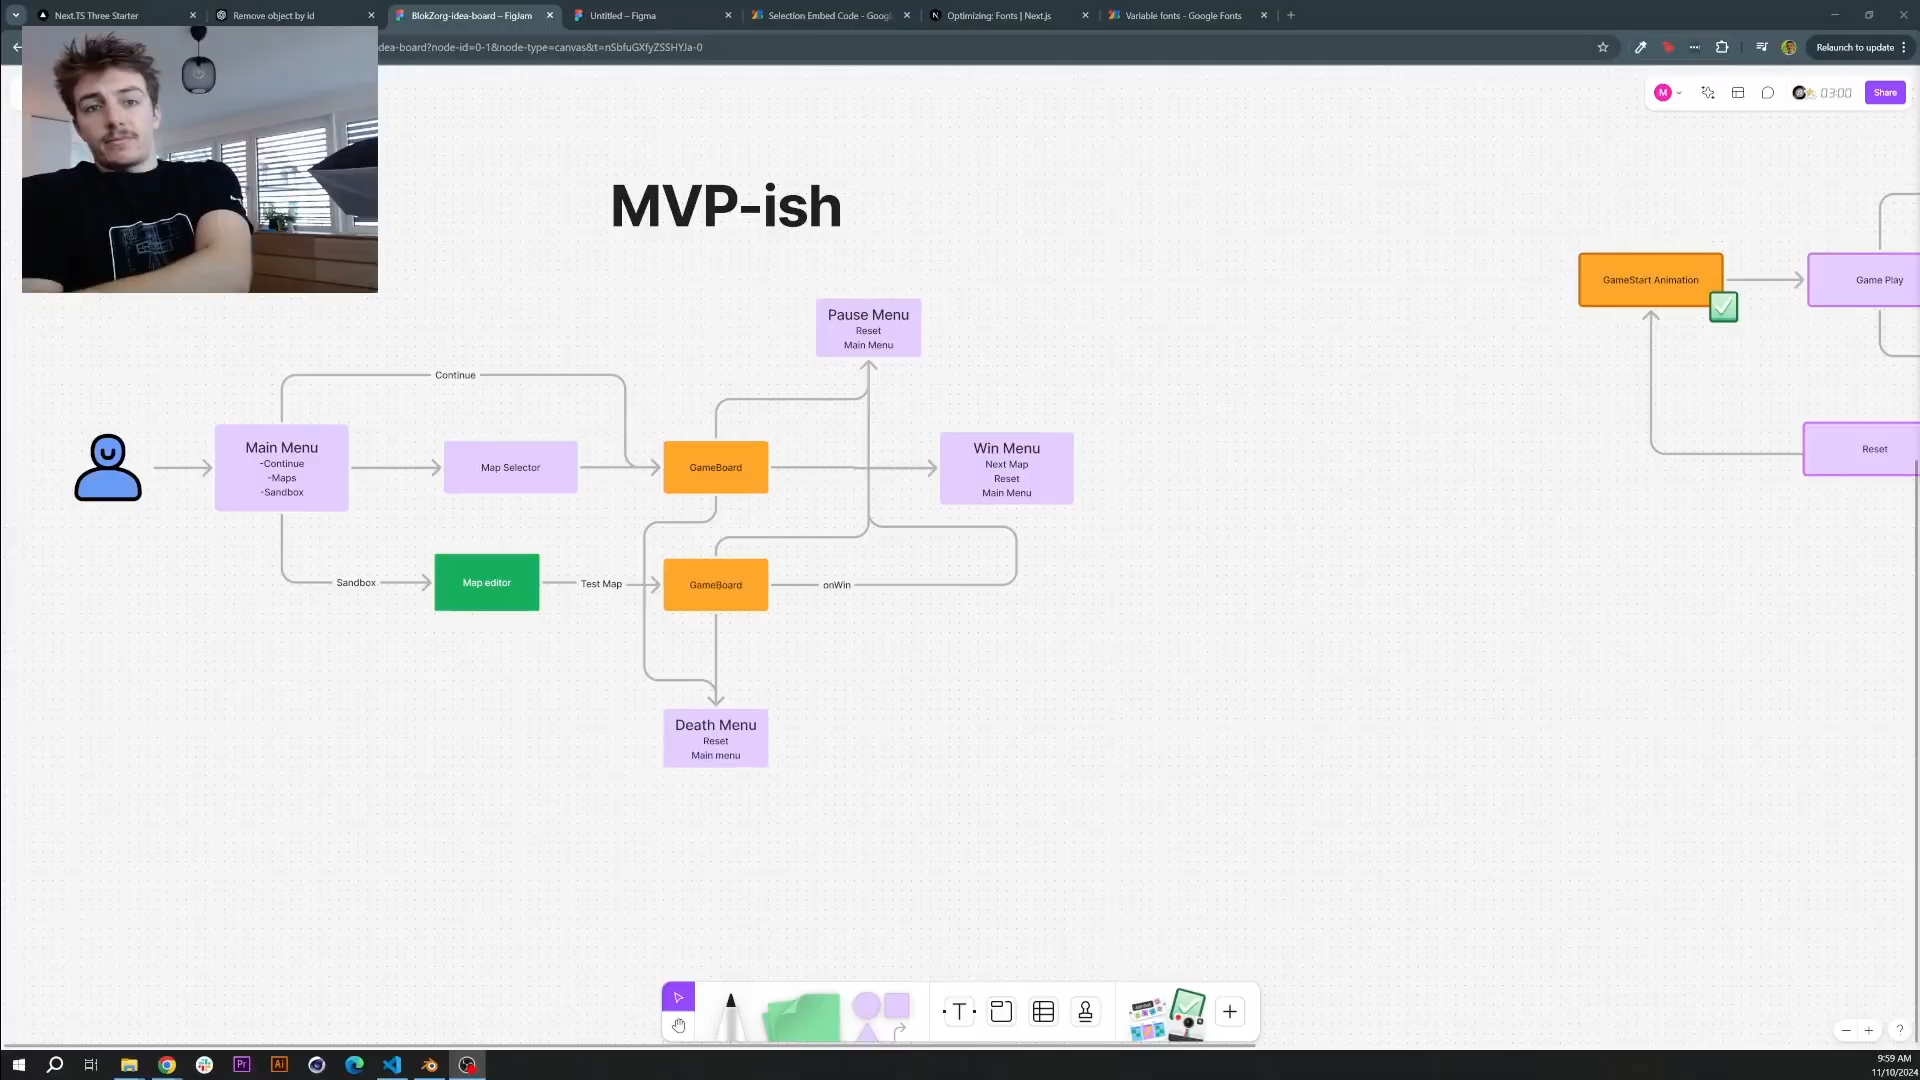 Next.TS Three Starter
Remove object by id
BlokZorg-idea-board – FigJam
Untitled – Figma
Selection Embed Code - Googl
Optimizing: Fonts | Next.js
Variable fonts - Google Fonts
dea-board?node-id=0-1&node-type=canvas&t=nSbfuGXfyZSSHYJa-0
Relaunch to update
M
03:00
Share
MVP-ish
GameStart Animation
Game Play
Pause Menu
Reset
Main Menu
Continue
Main Menu
-Continue
-Maps
-Sandbox
Map Selector
GameBoard
Win Menu
Next Map
Reset
Main Menu
Reset
Sandbox
Map editor
Test Map
GameBoard
onWin
Death Menu
Reset
Main menu
T
?
Pr
Ai
9:59 AM
11/10/2024